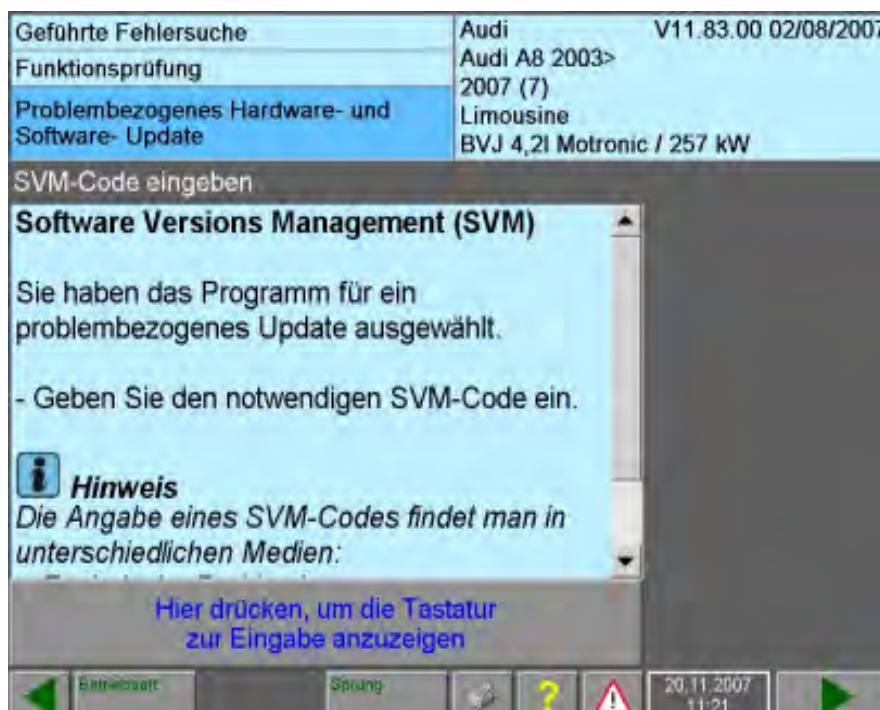 Geführte Fehlersuche
Funktionsprüfung
Problembezogenes Hardware- und
Software- Update
Audi V11.83.00 02/08/2007
Audi A8 2003>
2007 (7)
Limousine
BVJ 4,2l Motronic / 257 kW
SVM-Code eingeben
Software Versions Management (SVM)
Sie haben das Programm für ein
problembezogenes Update ausgewählt.
- Geben Sie den notwendigen SVM-Code ein.
Hinweis
Die Angabe eines SVM-Codes findet man in
unterschiedlichen Medien:
Hier drücken, um die Tastatur
zur Eingabe anzuzeigen
Betriebsart
Sprung
20.11.2007
11:21